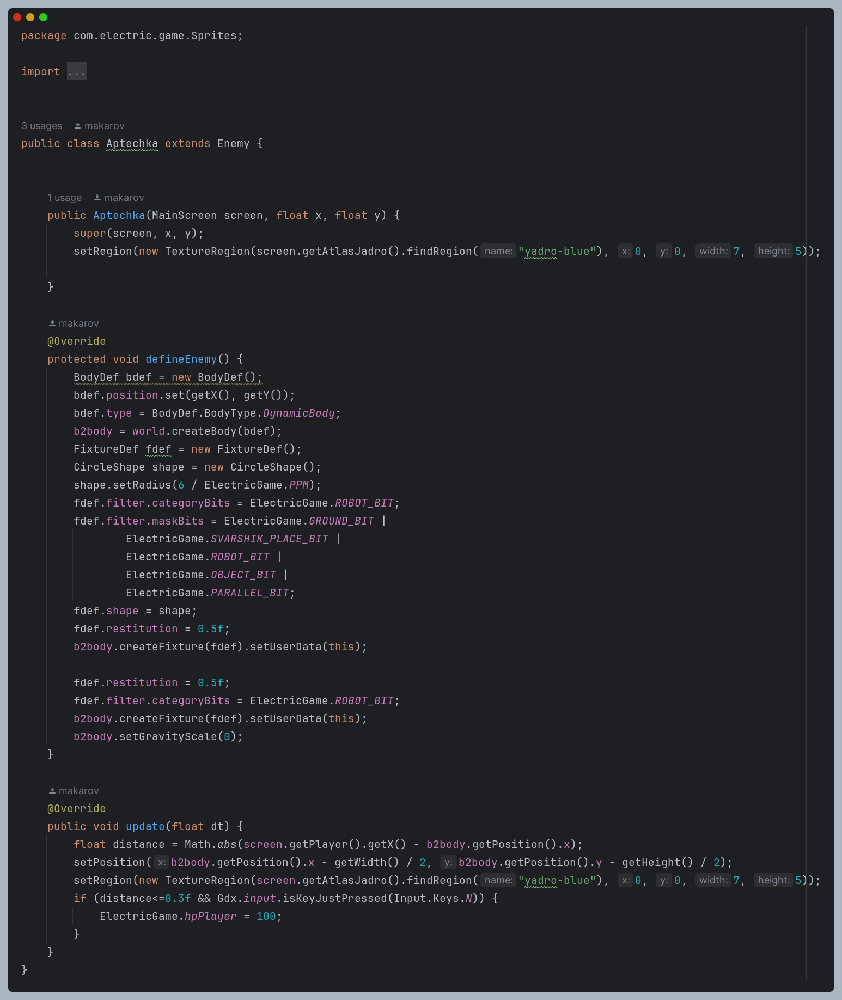 package com.electric.game.Sprites;
import ...
3 usages makarov
public class Aptechka extends Enemy {
1 usage makarov
public Aptechka(MainScreen screen, float x, float y) {
super(screen, x, y);
setRegion(new TextureRegion(screen.getAtlasJadro().findRegion( name: "yadro-blue"), x: 0, y: 0, width: 7, height: 5));
}
makarov
@Override
protected void defineEnemy() {
BodyDef bdef = new BodyDef();
bdef.position.set(getX(), getY());
bdef.type = BodyDef.BodyType.DynamicBody;
b2body = world.createBody(bdef);
FixtureDef fdef = new FixtureDef();
CircleShape shape = new CircleShape();
shape.setRadius(6 / ElectricGame.PPM);
fdef.filter.categoryBits = ElectricGame.ROBOT_BIT;
fdef.filter.maskBits = ElectricGame.GROUND_BIT |
ElectricGame.SVARSHIK_PLACE_BIT |
ElectricGame.ROBOT_BIT |
ElectricGame.OBJECT_BIT |
ElectricGame.PARALLEL_BIT;
fdef.shape = shape;
fdef.restitution = 0.5f;
b2body.createFixture(fdef).setUserData(this);
fdef.restitution = 0.5f;
fdef.filter.categoryBits = ElectricGame.ROBOT_BIT;
b2body.createFixture(fdef).setUserData(this);
b2body.setGravityScale(0);
}
makarov
@Override
public void update(float dt) {
float distance = Math.abs(screen.getPlayer().getX() - b2body.getPosition().x);
setPosition( x: b2body.getPosition().x - getWidth() / 2, y: b2body.getPosition().y - getHeight() / 2);
setRegion(new TextureRegion(screen.getAtlasJadro().findRegion( name: "yadro-blue"), x: 0, y: 0, width: 7, height: 5));
if (distance<=0.3f && Gdx.input.isKeyJustPressed(Input.Keys.N)) {
ElectricGame.hpPlayer = 100;
}
}
}